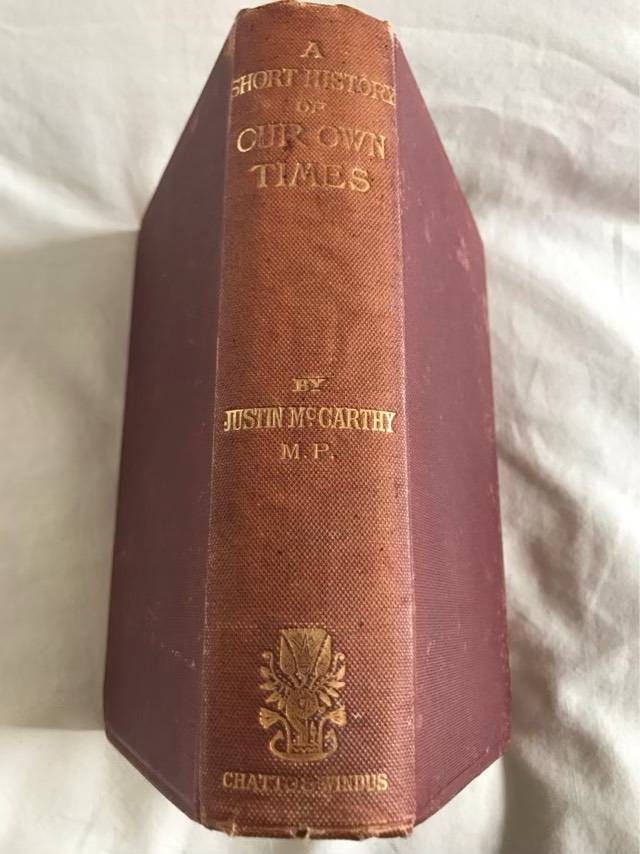 A
SHORT HISTORY
OF
OUR OWN
TIMES
BY
JUSTIN McCARTHY
M. P.
CHATTO & WINDUS